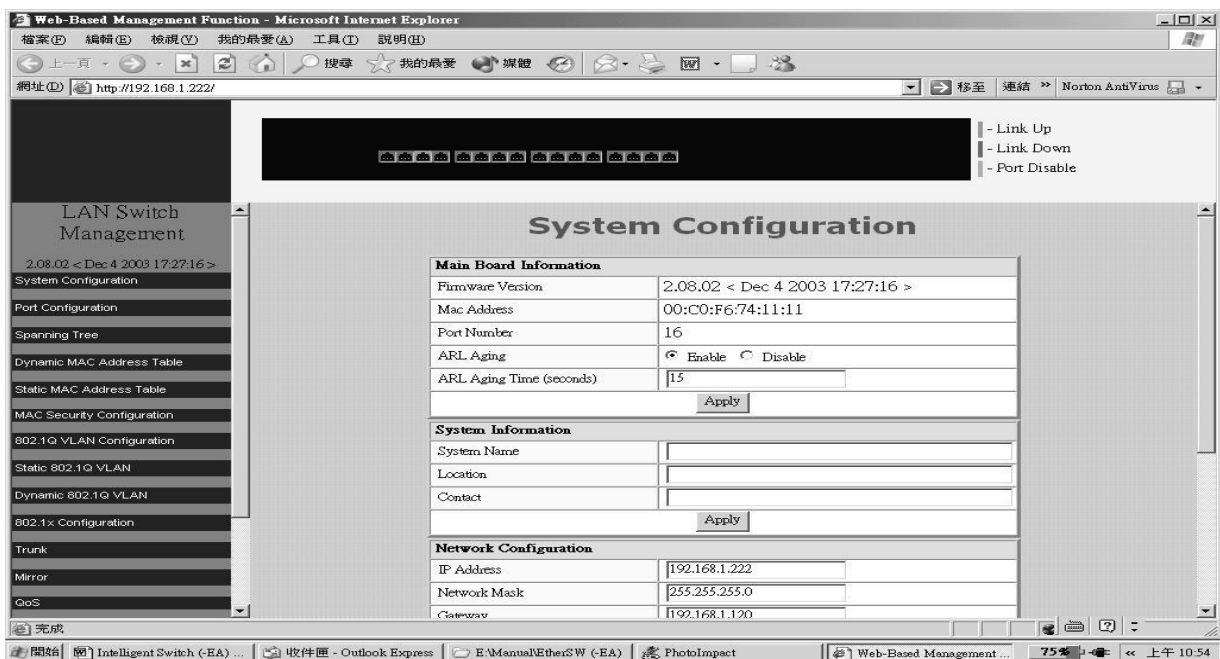 Web-Based Management Function - Microsoft Internet Explorer
檔案(F) 編輯(E) 檢視(V) 我的最愛(A) 工具(T) 說明(H)
上一頁 搜尋 我的最愛 媒體
網址(D) http://192.168.1.222/ 移至 連結 » Norton AntiVirus
- Link Up
- Link Down
- Port Disable
LAN Switch
Management
2.08.02 < Dec 4 2003 17:27:16 >
System Configuration
Port Configuration
Spanning Tree
Dynamic MAC Address Table
Static MAC Address Table
MAC Security Configuration
802.1Q VLAN Configuration
Static 802.1Q VLAN
Dynamic 802.1Q VLAN
802.1x Configuration
Trunk
Mirror
QoS
System Configuration
Main Board Information
Firmware Version 2.08.02 < Dec 4 2003 17:27:16 >
Mac Address 00:C0:F6:74:11:11
Port Number 16
ARL Aging Enable Disable
ARL Aging Time (seconds) 15
Apply
System Information
System Name
Location
Contact
Apply
Network Configuration
IP Address 192.168.1.222
Network Mask 255.255.255.0
Gateway 192.168.1.120
完成
開始 Intelligent Switch (-EA) ... 收件匣 - Outlook Express E:\Manual\EtherSW (-EA) PhotoImpact Web-Based Management ... 75% « 上午 10:54